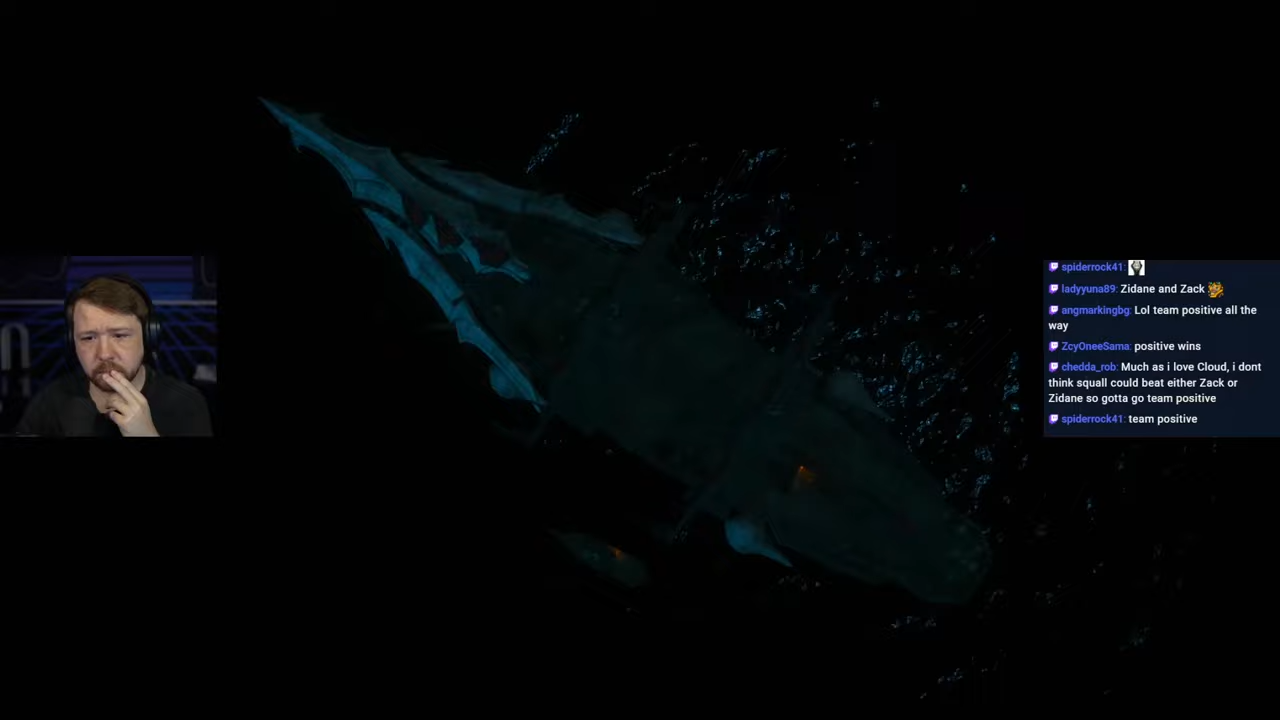 spiderrock41:
ladyyuna89: Zidane and Zack
angmarkingbg: Lol team positive all the
way
ZcyOneeSama: positive wins
chedda_rob: Much as i love Cloud, i dont
think squall could beat either Zack or
Zidane so gotta go team positive
spiderrock41: team positive